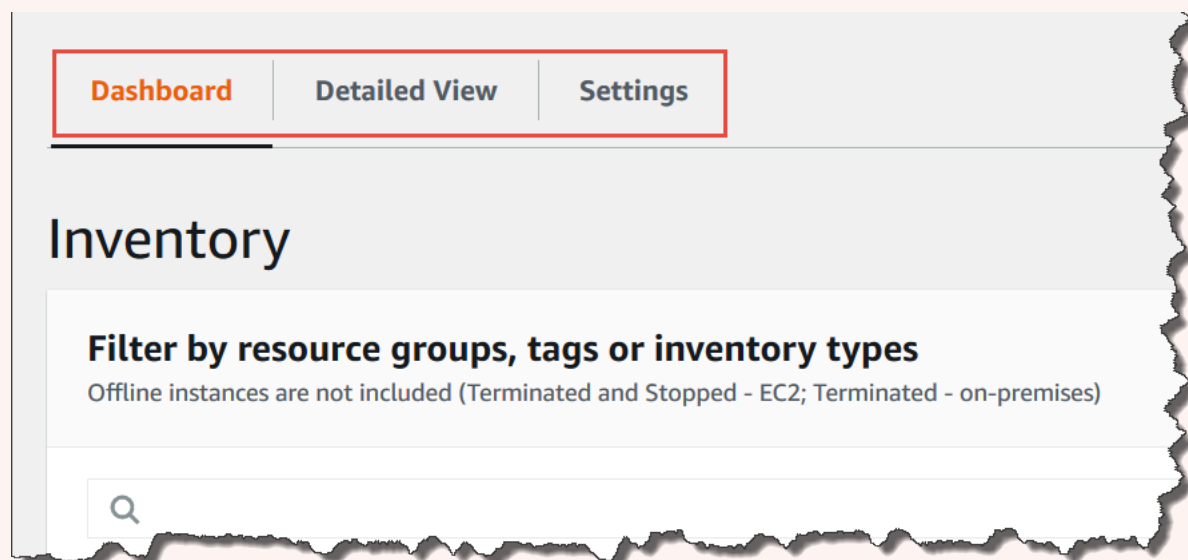 Dashboard Detailed View Settings
Inventory
Filter by resource groups, tags or inventory types
Offline instances are not included (Terminated and Stopped - EC2; Terminated - on-premises)